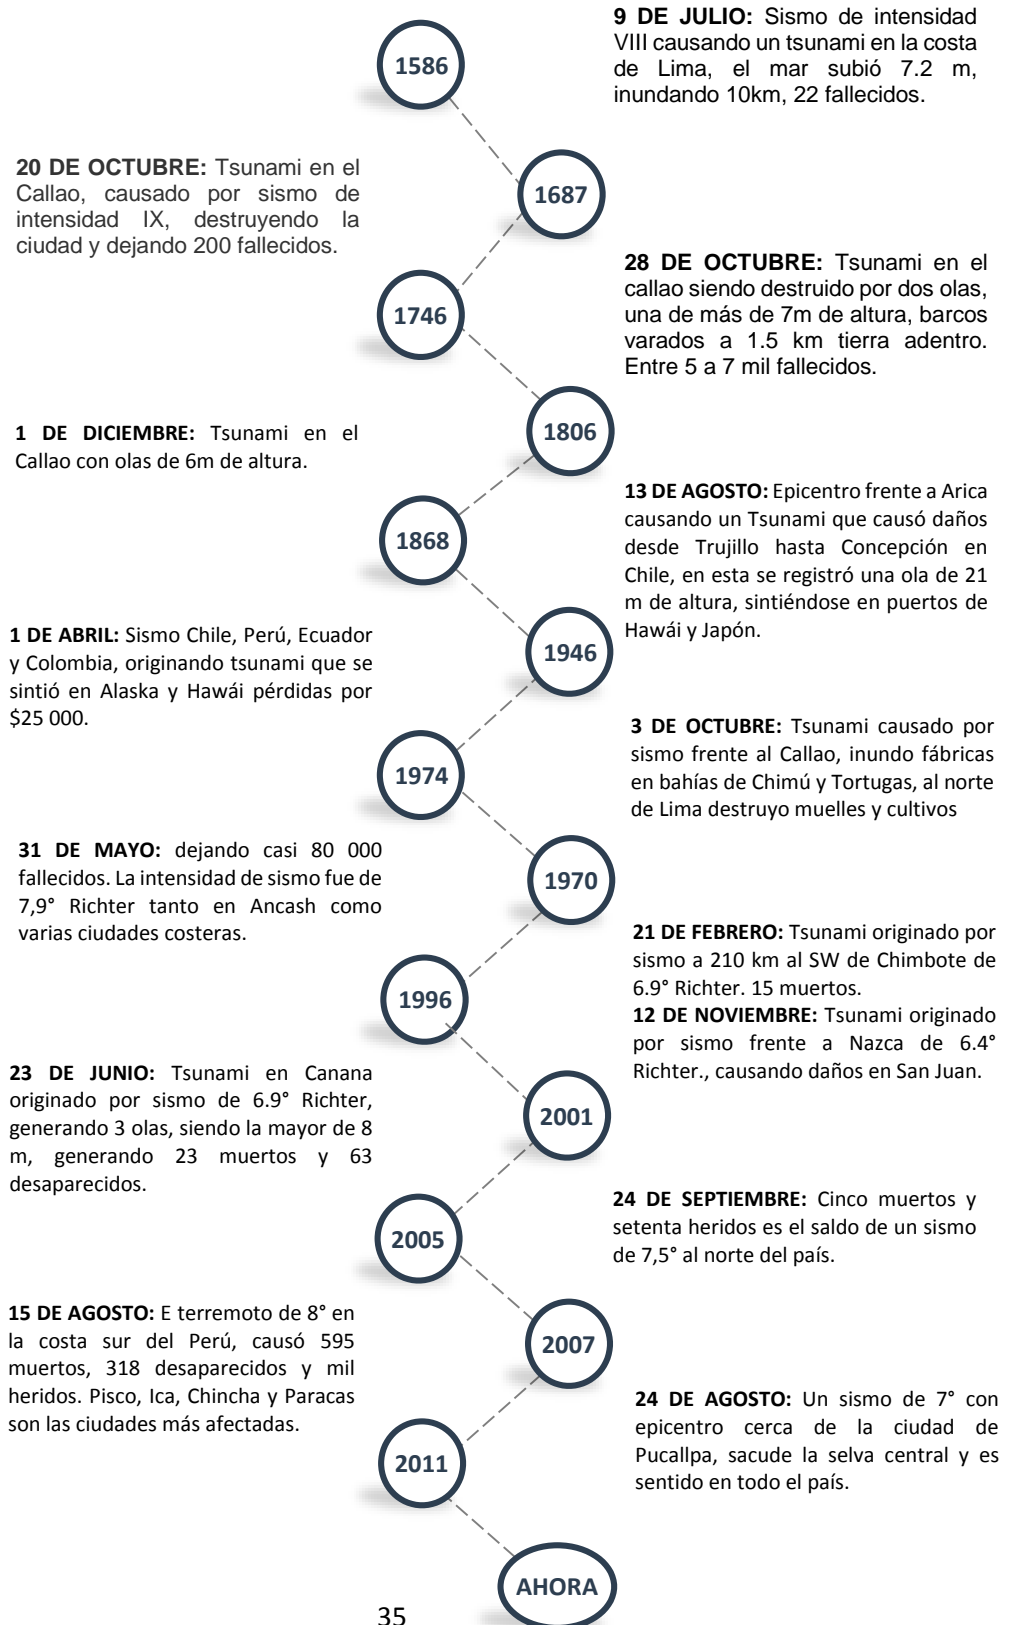 1586
9 DE JULIO: Sismo de intensidad
VIII causando un tsunami en la costa
de Lima, el mar subió 7.2 m,
inundando 10km, 22 fallecidos.
20 DE OCTUBRE: Tsunami en el
Callao, causado por sismo de
intensidad IX, destruyendo la
ciudad y dejando 200 fallecidos.
1687
1746
28 DE OCTUBRE: Tsunami en el
callao siendo destruido por dos olas,
una de más de 7m de altura, barcos
varados a 1.5 km tierra adentro.
Entre 5 a 7 mil fallecidos.
1 DE DICIEMBRE: Tsunami en el
Callao con olas de 6m de altura.
1806
1868
13 DE AGOSTO: Epicentro frente a Arica
causando un Tsunami que causó daños
desde Trujillo hasta Concepción en
Chile, en esta se registró una ola de 21
m de altura, sintiéndose en puertos de
Hawái y Japón.
1 DE ABRIL: Sismo Chile, Perú, Ecuador
y Colombia, originando tsunami que se
sintió en Alaska y Hawái pérdidas por
$25 000.
1946
1974
3 DE OCTUBRE: Tsunami causado por
sismo frente al Callao, inundo fábricas
en bahías de Chimú y Tortugas, al norte
de Lima destruyo muelles y cultivos
31 DE MAYO: dejando casi 80 000
fallecidos. La intensidad de sismo fue de
7,9° Richter tanto en Ancash como
varias ciudades costeras.
1970
1996
21 DE FEBRERO: Tsunami originado por
sismo a 210 km al SW de Chimbote de
6.9° Richter. 15 muertos.
12 DE NOVIEMBRE: Tsunami originado
por sismo frente a Nazca de 6.4°
Richter., causando daños en San Juan.
23 DE JUNIO: Tsunami en Canana
originado por sismo de 6.9° Richter,
generando 3 olas, siendo la mayor de 8
m, generando 23 muertos y 63
desaparecidos.
2001
2005
24 DE SEPTIEMBRE: Cinco muertos y
setenta heridos es el saldo de un sismo
de 7,5° al norte del país.
15 DE AGOSTO: E terremoto de 8° en
la costa sur del Perú, causó 595
muertos, 318 desaparecidos y mil
heridos. Pisco, Ica, Chincha y Paracas
son las ciudades más afectadas.
2007
2011
24 DE AGOSTO: Un sismo de 7° con
epicentro cerca de la ciudad de
Pucallpa, sacude la selva central y es
sentido en todo el país.
AHORA
35